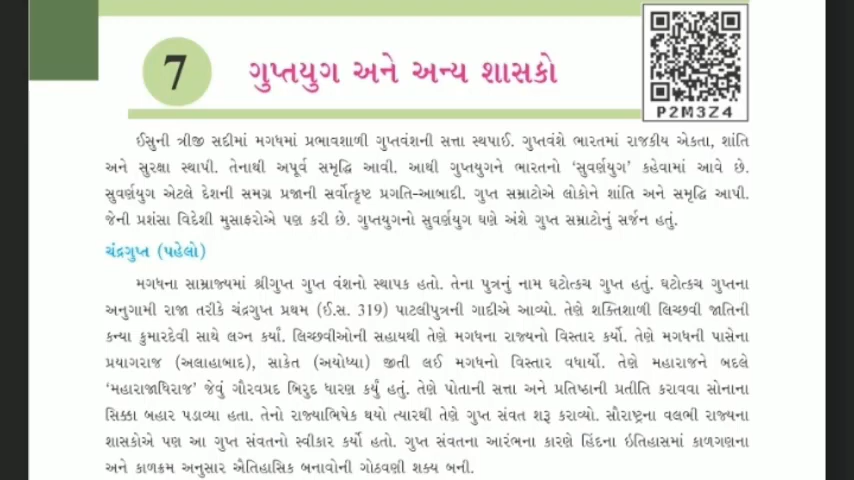 7
ગુપ્તયુગ અને અન્ય શાસકો
P2M3Z4
ઈસુની ત્રીજી સદીમાં મગધમાં પ્રભાવશાળી ગુપ્તવંશની સત્તા સ્થપાઈ. ગુપ્તવંશે ભારતમાં રાજકીય એકતા, શાંતિ
અને સુરક્ષા સ્થાપી. તેનાથી અપૂર્વ સમૃદ્ધિ આવી. આથી ગુપ્તયુગને ભારતનો ‘સુવર્ણયુગ’ કહેવામાં આવે છે.
સુવર્ણયુગ એટલે દેશની સમગ્ર પ્રજાની સર્વોત્કૃષ્ટ પ્રગતિ-આબાદી. ગુપ્ત સમ્રાટોએ લોકોને શાંતિ અને સમૃદ્ધિ આપી.
જેની પ્રશંસા વિદેશી મુસાફરોએ પણ કરી છે. ગુપ્તયુગનો સુવર્ણયુગ ઘણે અંશે ગુપ્ત સમ્રાટોનું સર્જન હતું.
ચંદ્રગુપ્ત (પહેલો)
મગધના સામ્રાજ્યમાં શ્રીગુપ્ત ગુપ્ત વંશનો સ્થાપક હતો. તેના પુત્રનું નામ ઘટોત્કચ ગુપ્ત હતું. ઘટોત્કચ ગુપ્તના
અનુગામી રાજા તરીકે ચંદ્રગુપ્ત પ્રથમ (ઈ.સ. 319) પાટલીપુત્રની ગાદીએ આવ્યો. તેણે શક્તિશાળી લિચ્છવી જાતિની
કન્યા કુમારદેવી સાથે લગ્ન કર્યાં. લિચ્છવીઓની સહાયથી તેણે મગધના રાજ્યનો વિસ્તાર કર્યો. તેણે મગધની પાસેના
પ્રયાગરાજ (અલાહાબાદ), સાકેત (અયોધ્યા) જીતી લઈ મગધનો વિસ્તાર વધાર્યો. તેણે મહારાજને બદલે
‘મહારાજાધિરાજ’ જેવું ગૌરવપ્રદ બિરુદ ધારણ કર્યું હતું. તેણે પોતાની સત્તા અને પ્રતિષ્ઠાની પ્રતીતિ કરાવવા સોનાના
સિક્કા બહાર પડાવ્યા હતા. તેનો રાજ્યાભિષેક થયો ત્યારથી તેણે ગુપ્ત સંવત શરૂ કરાવ્યો. સૌરાષ્ટ્રના વલભી રાજ્યના
શાસકોએ પણ આ ગુપ્ત સંવતનો સ્વીકાર કર્યો હતો. ગુપ્ત સંવતના આરંભના કારણે હિંદના ઇતિહાસમાં કાળગણના
અને કાળક્રમ અનુસાર ઐતિહાસિક બનાવોની ગોઠવણી શક્ય બની.